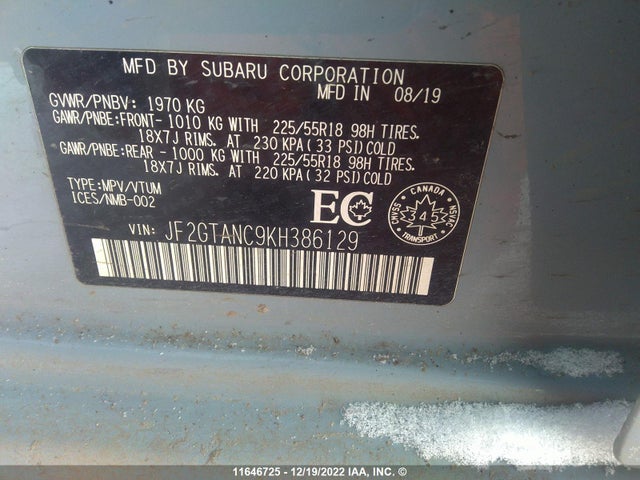 MFD BY SUBARU CORPORATION
MFD IN 08/19
GVWR/PNBV: 1970 KG
GAWR/PNBE:FRONT- 1010 KG WITH 225/55R18 98H TIRES.
18X7J RIMS. AT 230 KPA(33 PSI)COLD
GAWR/PNBE:REAR - 1000 KG WITH 225/55R18 98H TIRES.
18X7J RIMS. AT 220 KPA(32 PSI)COLD
TYPE:MPV/VTUM
ICES/NMB-002
EC
CANADA
CMVSS 345 NSVAC
TRANSPORT
VIN: JF2GTANC9KH386129
11646725 - 12/19/2022 IAA, INC. ©